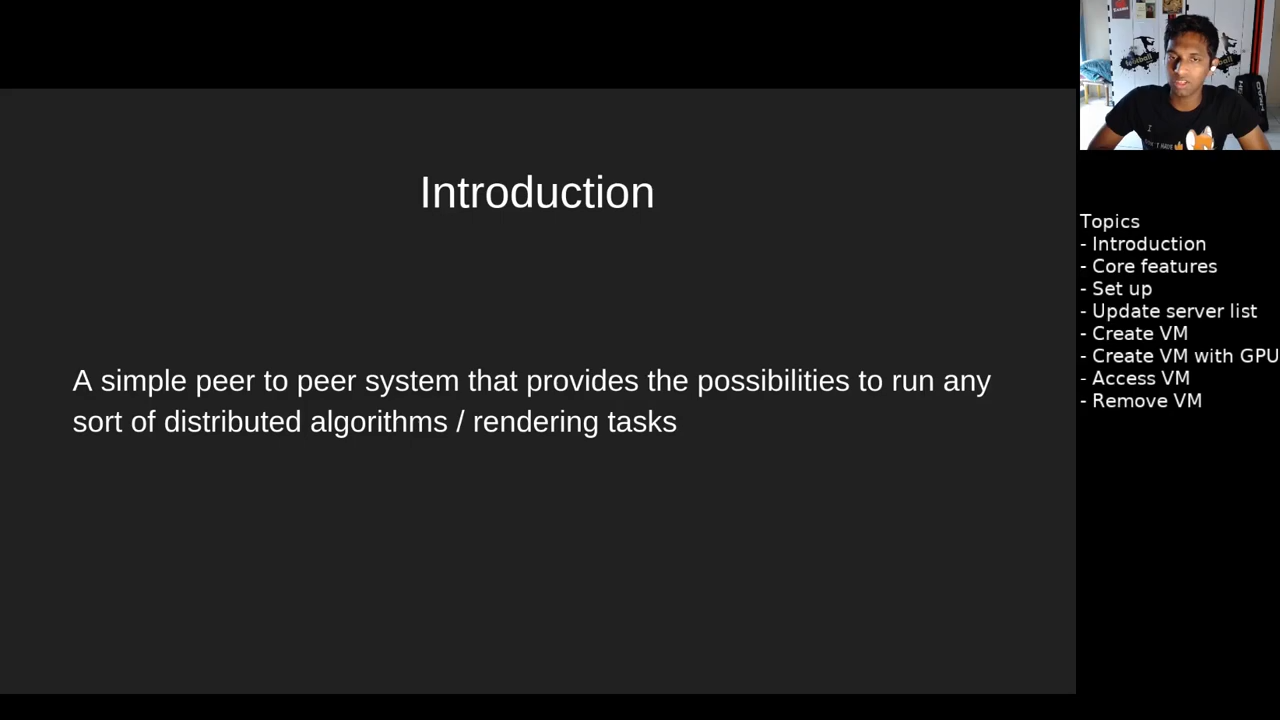 Introduction
A simple peer to peer system that provides the possibilities to run any
sort of distributed algorithms / rendering tasks
Topics
- Introduction
- Core features
- Set up
- Update server list
- Create VM
- Create VM with GPU
- Access VM
- Remove VM